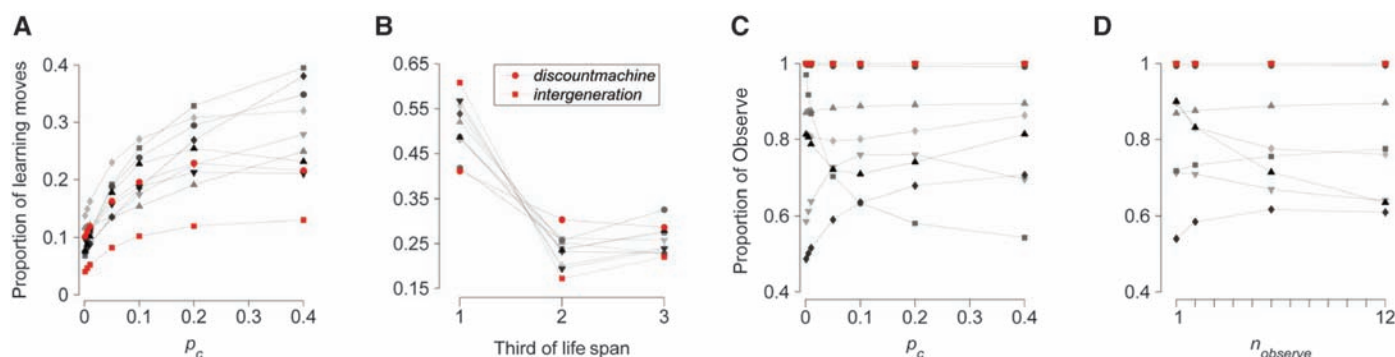 A
Proportion of learning moves
0.4
0.3
0.2
0.1
0
0 0.1 0.2 0.3 0.4
p_c
B
0.65
0.55
0.45
0.35
0.25
0.15
discountmachine
intergeneration
1 2 3
Third of life span
C
Proportion of Observe
1
0.8
0.6
0.4
0 0.1 0.2 0.3 0.4
p_c
D
1
0.8
0.6
0.4
1 12
n_observe